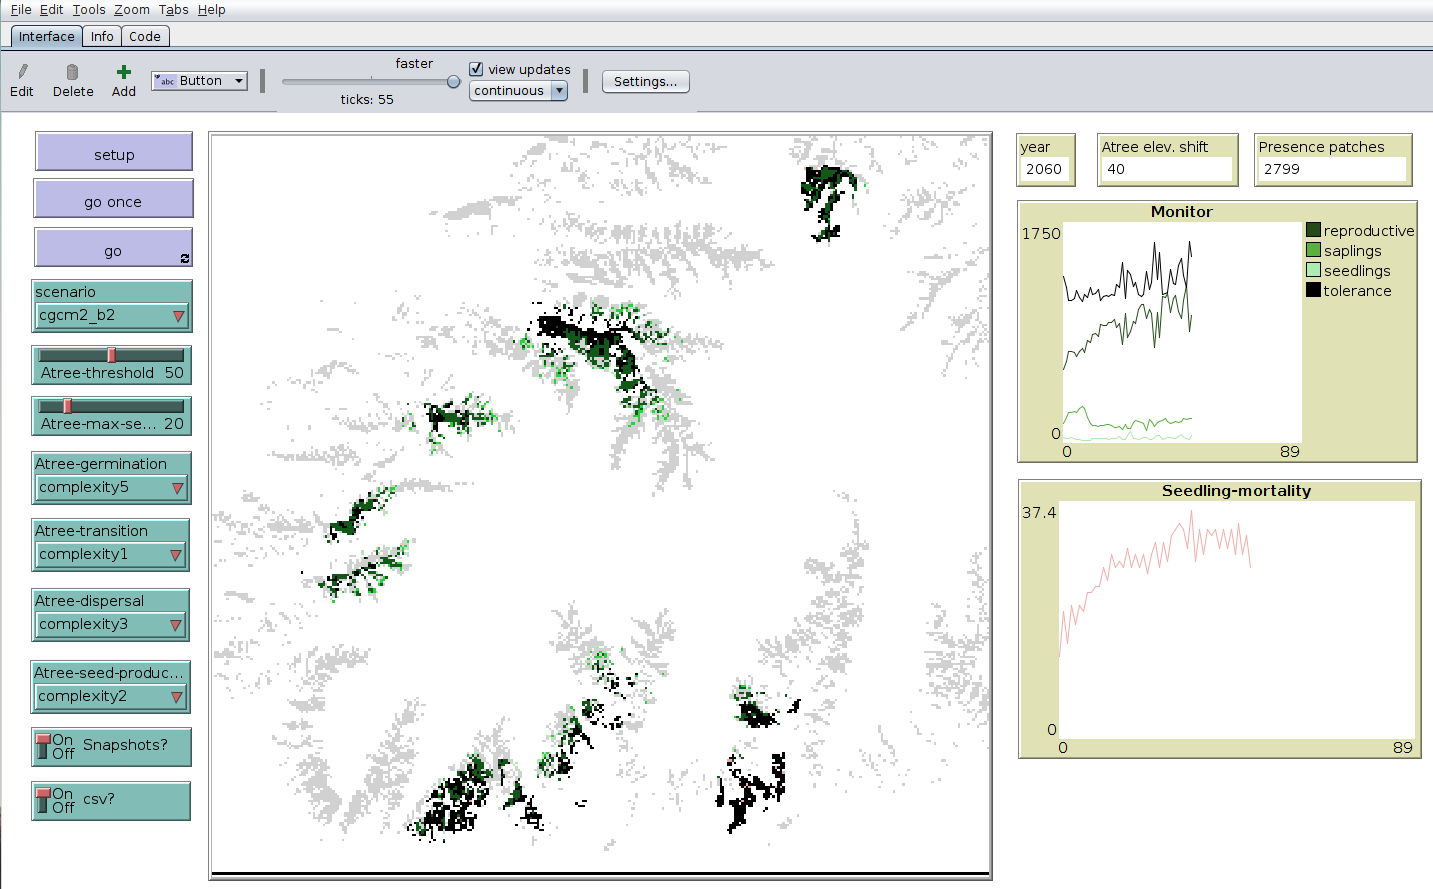 File Edit Tools Zoom Tabs Help
Interface Info Code
Edit Delete Add
abc Button
faster
ticks: 55
view updates
continuous
Settings...
setup
go once
go
scenario
cgcm2_b2
Atree-threshold 50
Atree-max-se... 20
Atree-germination
complexity5
Atree-transition
complexity1
Atree-dispersal
complexity3
Atree-seed-produc...
complexity2
On
Off
Snapshots?
On
Off
csv?
year
2060
Atree elev. shift
40
Presence patches
2799
Monitor
1750
0
0 89
reproductive
saplings
seedlings
tolerance
Seedling-mortality
37.4
0
0 89